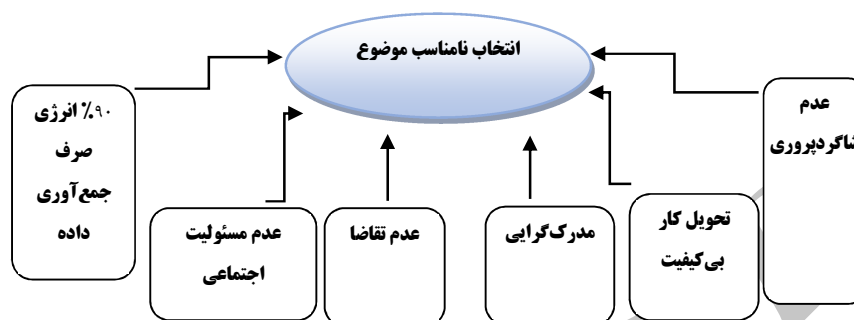 انتخاب نامناسب موضوع
عدم
شاگردپروری
تحویل کار
بی‌کیفیت
مدرک‌گرایی
عدم تقاضا
عدم مسئولیت
اجتماعی
۹۰٪ انرژی
صرف
جمع‌آوری
داده